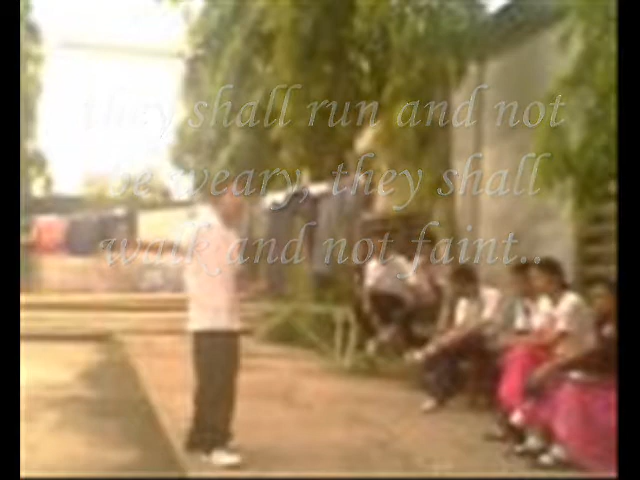 they shall run and not
be weary, they shall
walk and not faint..